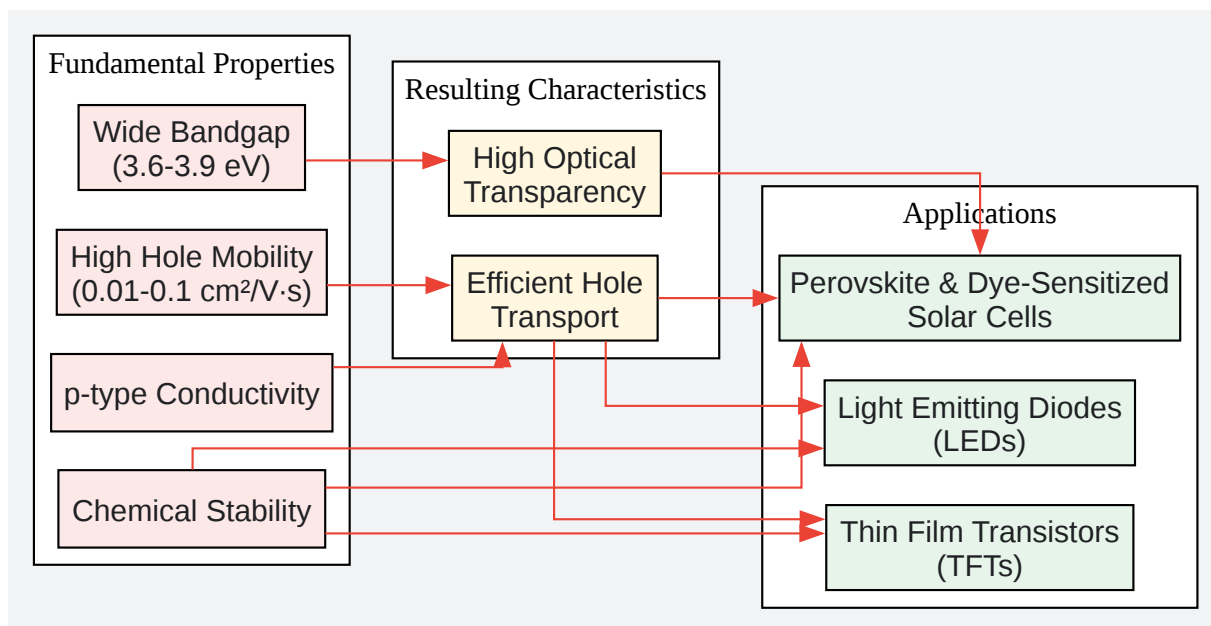 Fundamental Properties
Wide Bandgap
(3.6-3.9 eV)
High Hole Mobility
(0.01-0.1 cm²/V·s)
p-type Conductivity
Chemical Stability
Resulting Characteristics
High Optical
Transparency
Efficient Hole
Transport
Applications
Perovskite & Dye-Sensitized
Solar Cells
Light Emitting Diodes
(LEDs)
Thin Film Transistors
(TFTs)